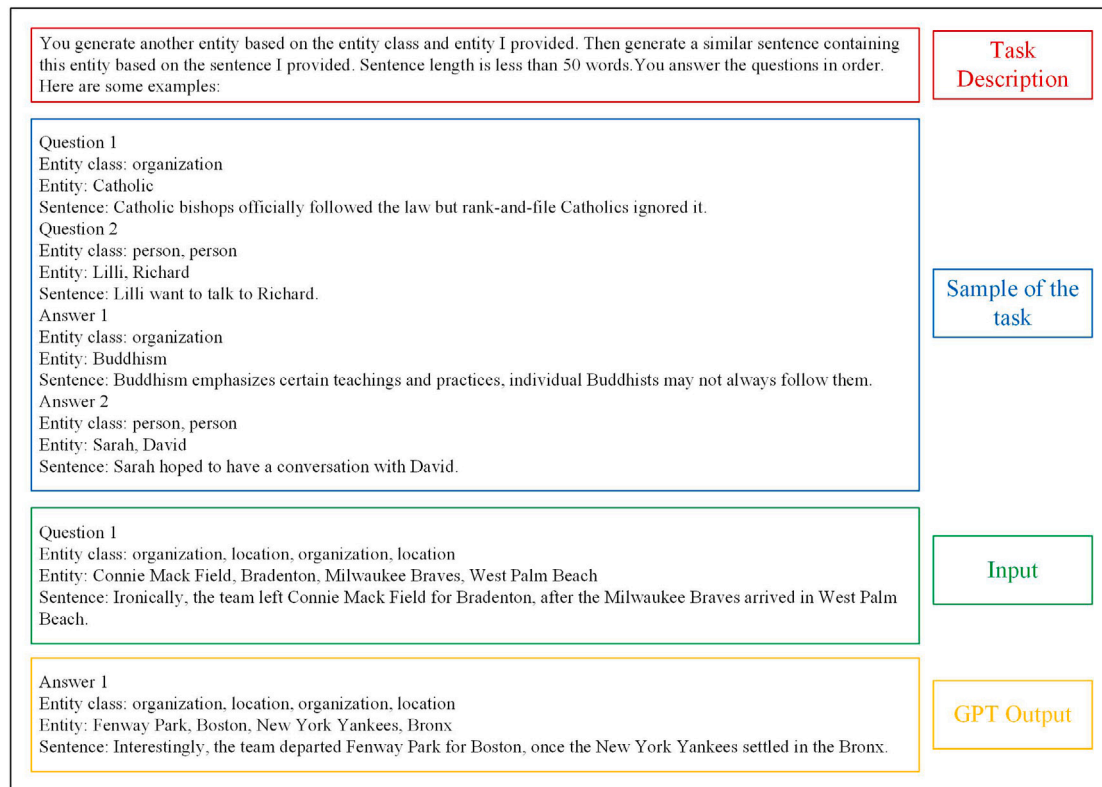 You generate another entity based on the entity class and entity I provided. Then generate a similar sentence containing
this entity based on the sentence I provided. Sentence length is less than 50 words.You answer the questions in order.
Here are some examples:
Task
Description
Question 1
Entity class: organization
Entity: Catholic
Sentence: Catholic bishops officially followed the law but rank-and-file Catholics ignored it.
Question 2
Entity class: person, person
Entity: Lilli, Richard
Sentence: Lilli want to talk to Richard.
Answer 1
Entity class: organization
Entity: Buddhism
Sentence: Buddhism emphasizes certain teachings and practices, individual Buddhists may not always follow them.
Answer 2
Entity class: person, person
Entity: Sarah, David
Sentence: Sarah hoped to have a conversation with David.
Sample of the
task
Question 1
Entity class: organization, location, organization, location
Entity: Connie Mack Field, Bradenton, Milwaukee Braves, West Palm Beach
Sentence: Ironically, the team left Connie Mack Field for Bradenton, after the Milwaukee Braves arrived in West Palm
Beach.
Input
Answer 1
Entity class: organization, location, organization, location
Entity: Fenway Park, Boston, New York Yankees, Bronx
Sentence: Interestingly, the team departed Fenway Park for Boston, once the New York Yankees settled in the Bronx.
GPT Output